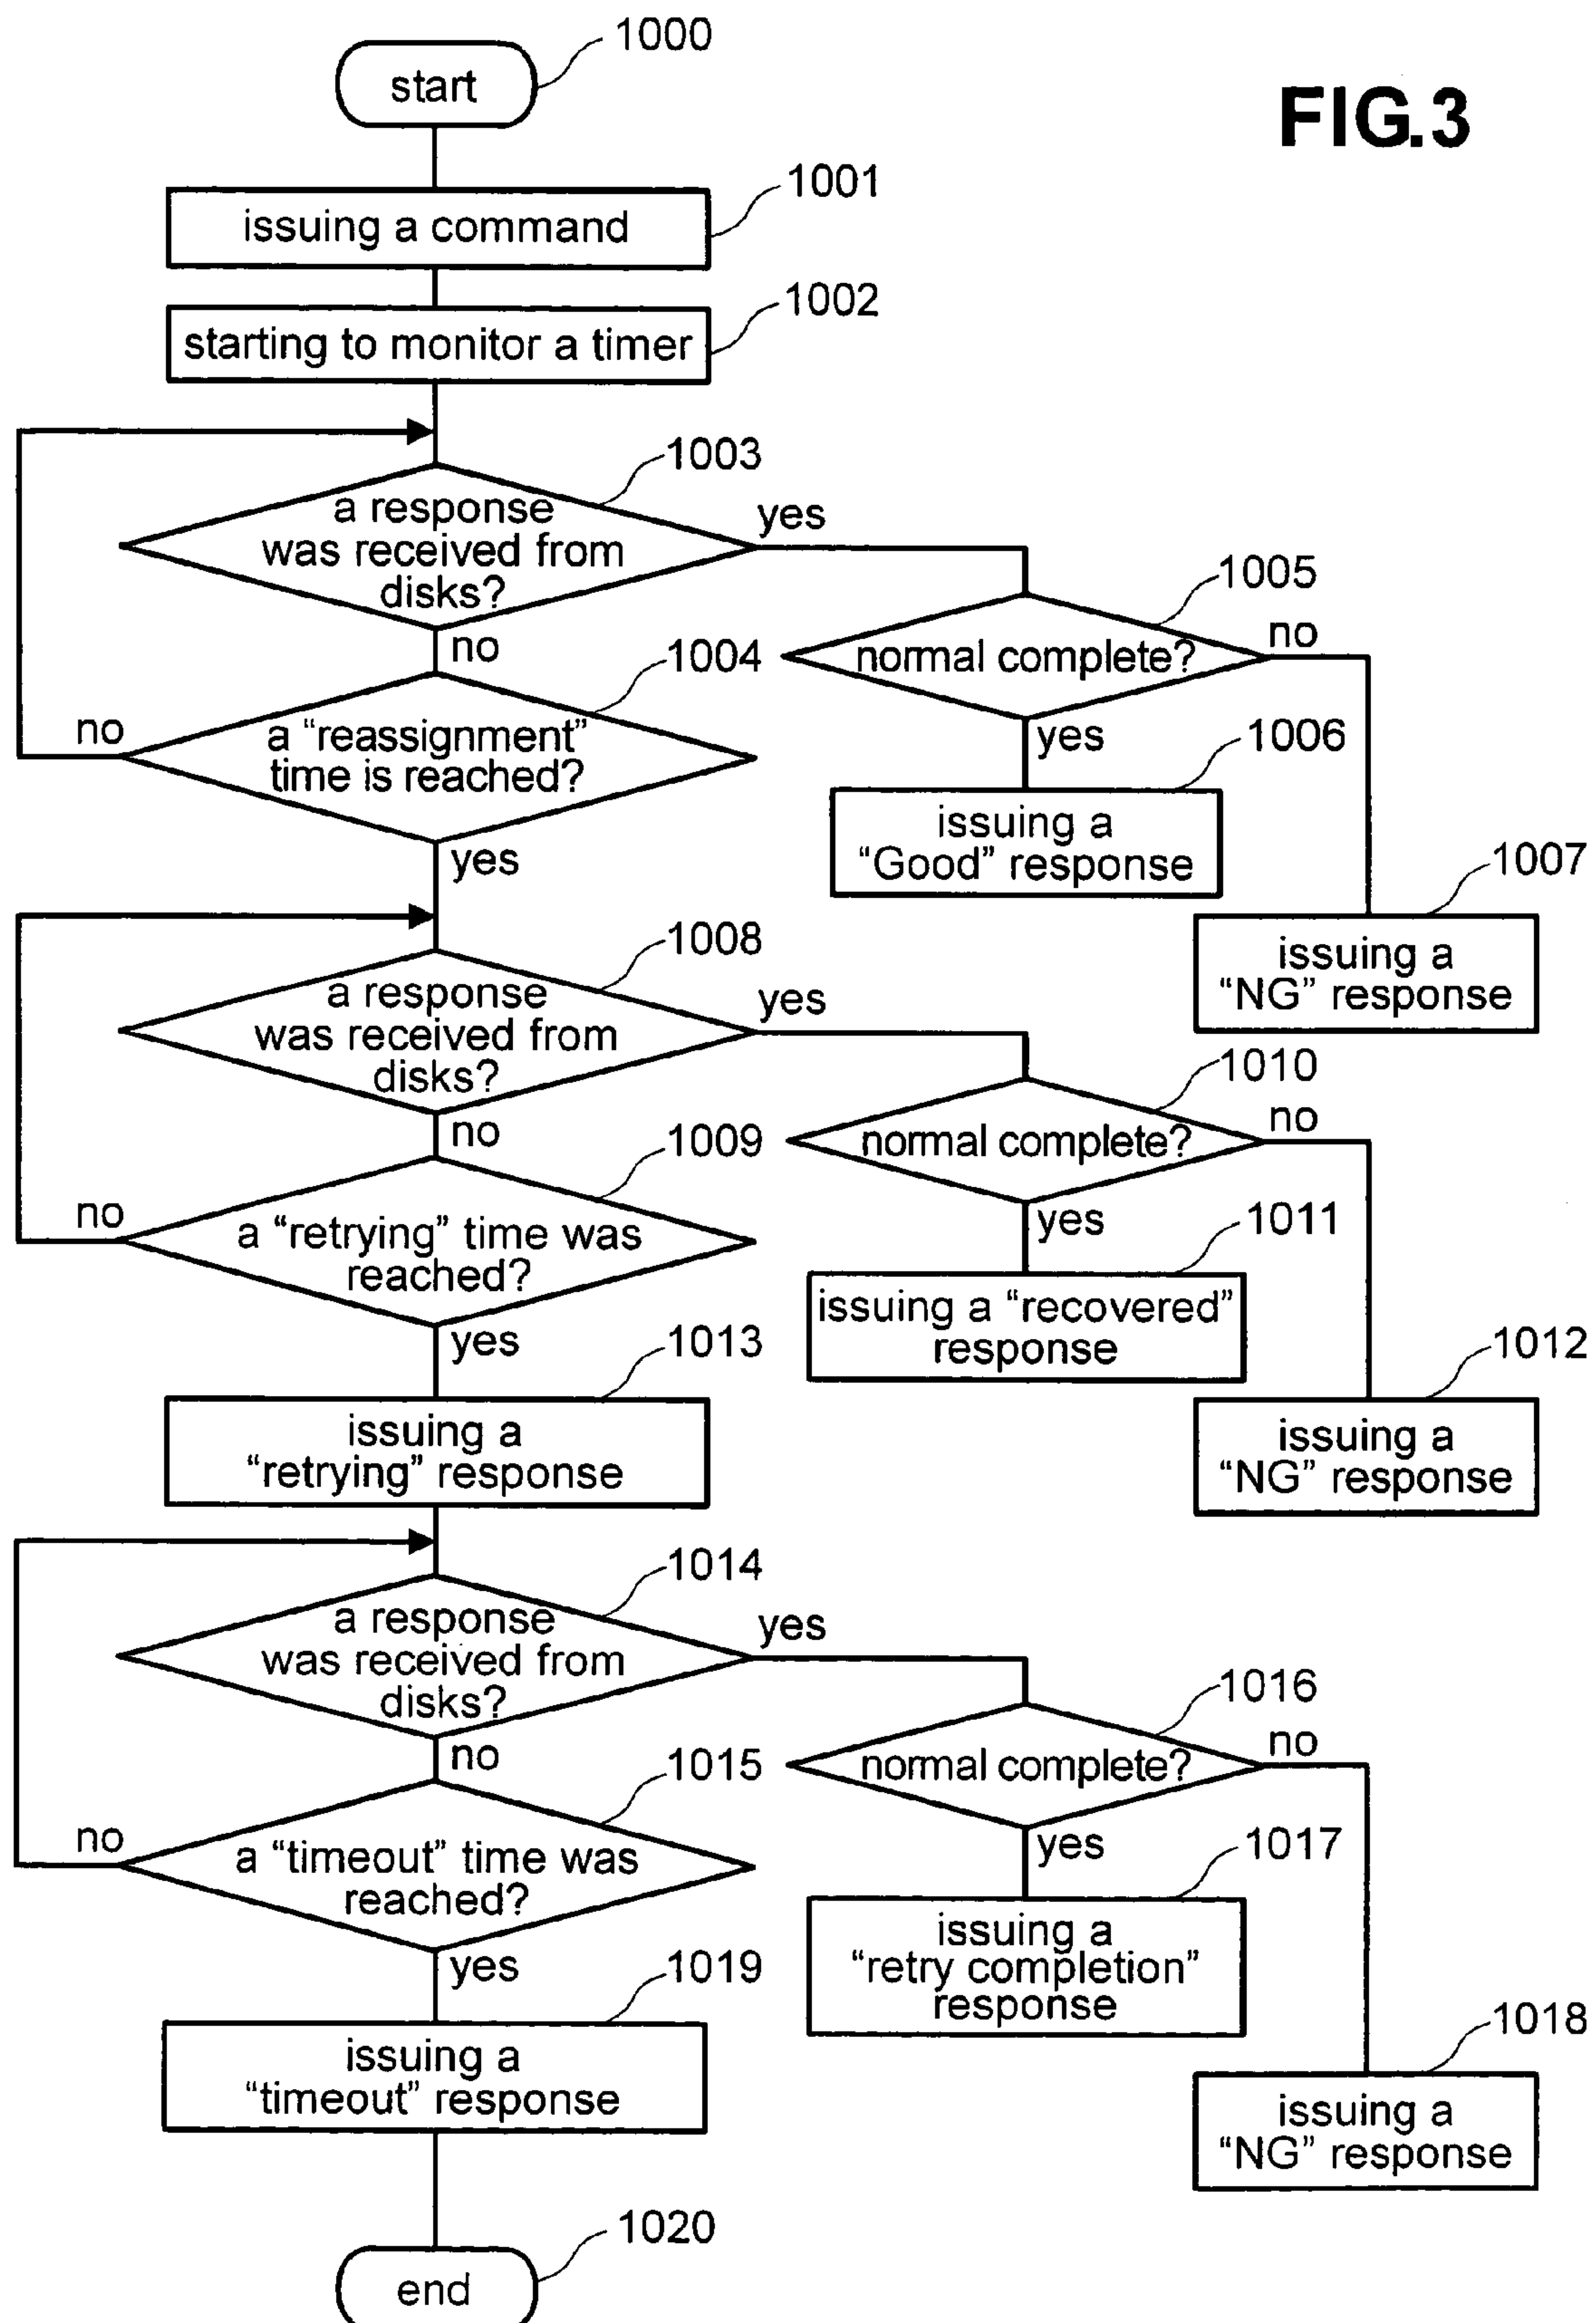 1000
start
FIG.3
1001
issuing a command
1002
starting to monitor a timer
1003
a response
was received from
disks?
yes
no
1005
normal complete?
no
1004
a “reassignment”
time is reached?
no
yes
yes
1006
issuing a
“Good” response
1007
issuing a
“NG” response
1008
a response
was received from
disks?
yes
no
1010
normal complete?
no
1009
a “retrying” time was
reached?
no
yes
yes
1011
issuing a “recovered”
response
1012
issuing a
“NG” response
1013
issuing a
“retrying” response
1014
a response
was received from
disks?
yes
no
1016
normal complete?
no
1015
a “timeout” time was
reached?
no
yes
yes
1017
issuing a
“retry completion”
response
1018
issuing a
“NG” response
1019
issuing a
“timeout” response
1020
end